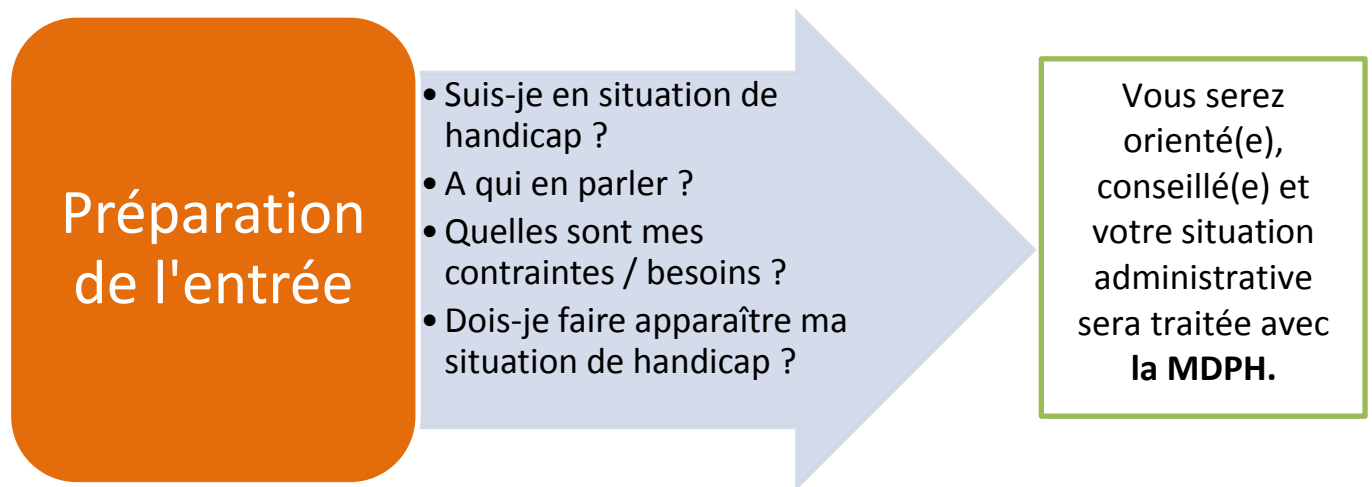 Préparation
de l'entrée
• Suis-je en situation de
handicap ?
• A qui en parler ?
• Quelles sont mes
contraintes / besoins ?
• Dois-je faire apparaître ma
situation de handicap ?
Vous serez
orienté(e),
conseillé(e) et
votre situation
administrative
sera traitée avec
la MDPH.